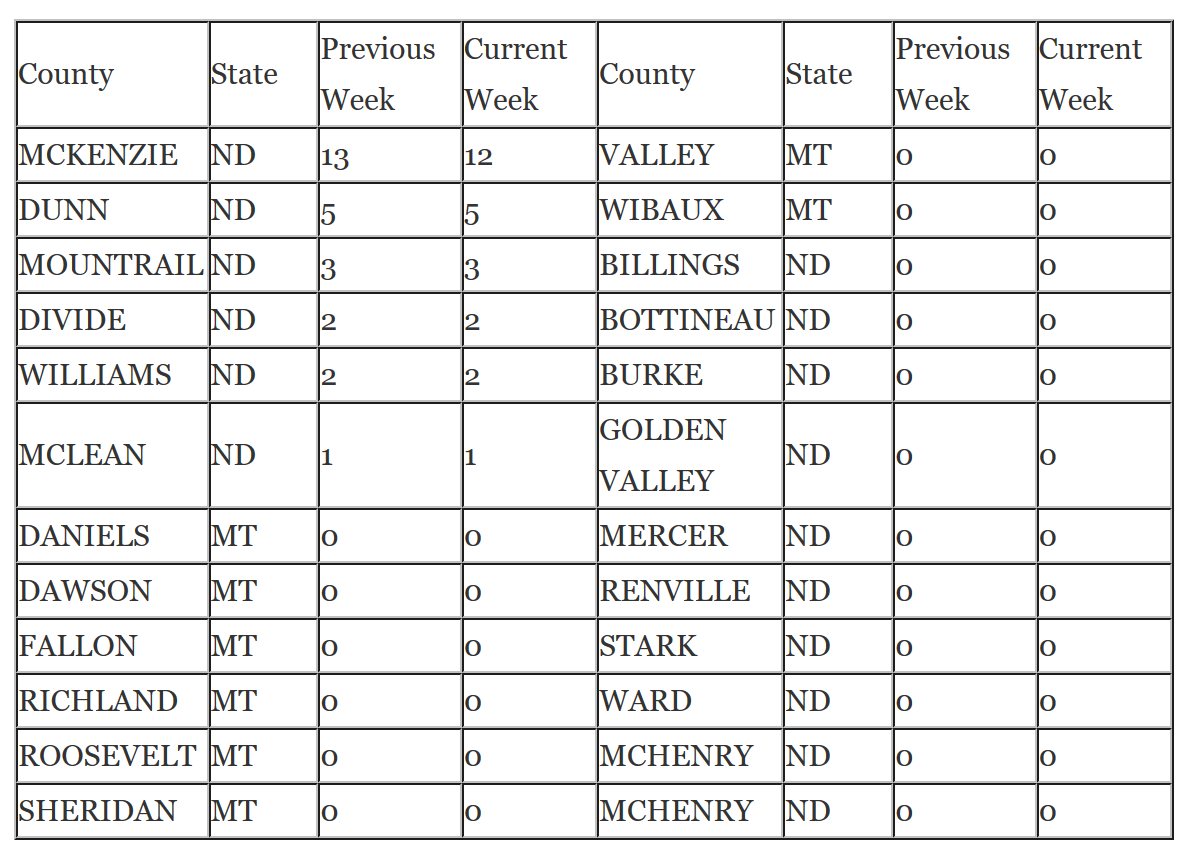 County State Previous Week Current Week County State Previous Week Current Week
MCKENZIE ND 13 12 VALLEY MT 0 0
DUNN ND 5 5 WIBAUX MT 0 0
MOUNTRAIL ND 3 3 BILLINGS ND 0 0
DIVIDE ND 2 2 BOTTINEAU ND 0 0
WILLIAMS ND 2 2 BURKE ND 0 0
MCLEAN ND 1 1 GOLDEN VALLEY ND 0 0
DANIELS MT 0 0 MERCER ND 0 0
DAWSON MT 0 0 RENVILLE ND 0 0
FALLON MT 0 0 STARK ND 0 0
RICHLAND MT 0 0 WARD ND 0 0
ROOSEVELT MT 0 0 MCHENRY ND 0 0
SHERIDAN MT 0 0 MCHENRY ND 0 0